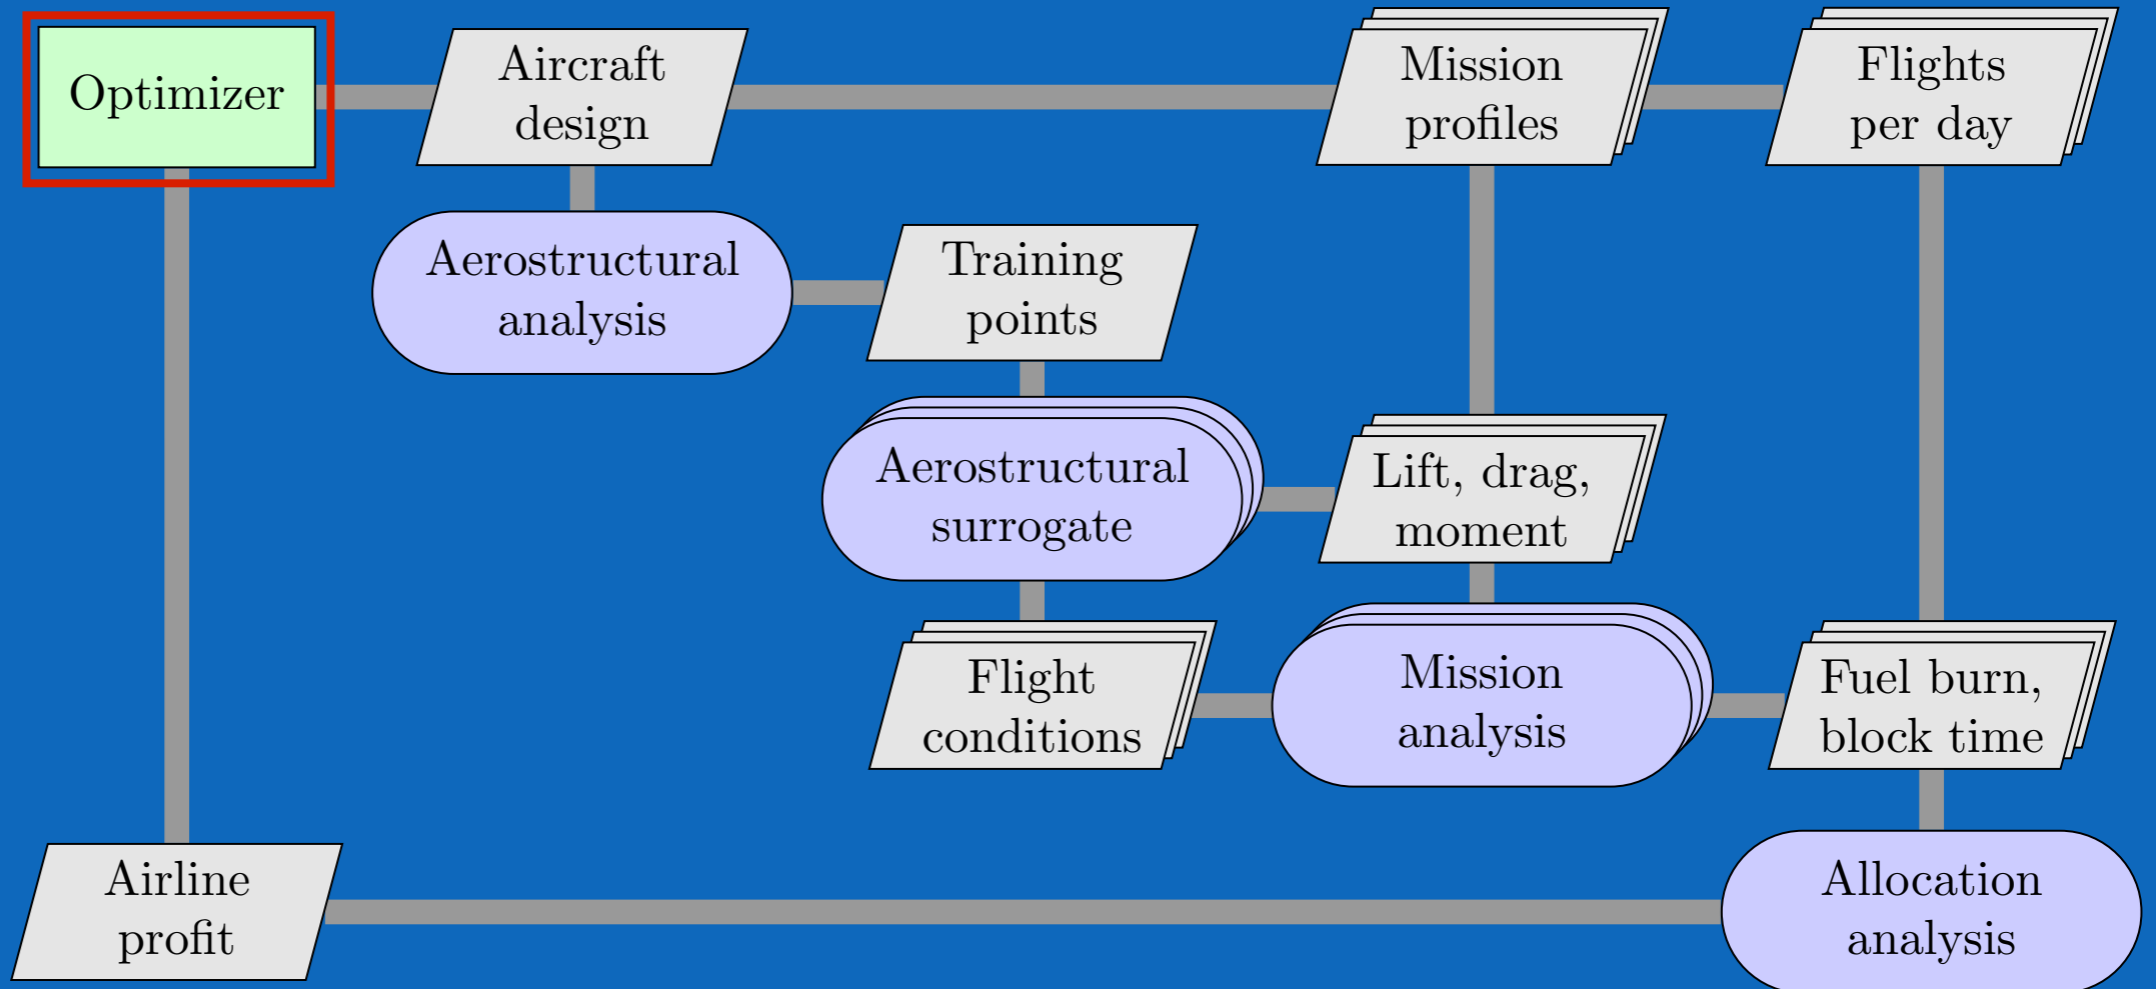 Optimizer
Aircraft
design
Mission
profiles
Flights
per day
Aerostructural
analysis
Training
points
Aerostructural
surrogate
Lift, drag,
moment
Flight
conditions
Mission
analysis
Fuel burn,
block time
Airline
profit
Allocation
analysis